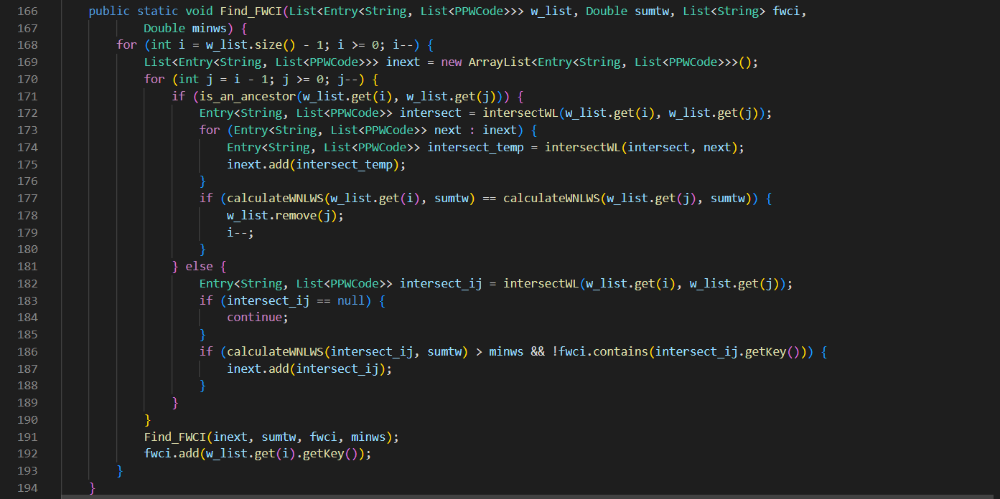 166 public static void Find_FWCI(List<Entry<String, List<PPWCode>>> w_list, Double sumtw, List<String> fwci,
167 Double minws) {
168 for (int i = w_list.size() - 1; i >= 0; i--) {
169 List<Entry<String, List<PPWCode>>> inext = new ArrayList<Entry<String, List<PPWCode>>>();
170 for (int j = i - 1; j >= 0; j--) {
171 if (is_an_ancestor(w_list.get(i), w_list.get(j))) {
172 Entry<String, List<PPWCode>> intersect = intersectWL(w_list.get(i), w_list.get(j));
173 for (Entry<String, List<PPWCode>> next : inext) {
174 Entry<String, List<PPWCode>> intersect_temp = intersectWL(intersect, next);
175 inext.add(intersect_temp);
176 }
177 if (calculateWNLWS(w_list.get(i), sumtw) == calculateWNLWS(w_list.get(j), sumtw)) {
178 w_list.remove(j);
179 i--;
180 }
181 } else {
182 Entry<String, List<PPWCode>> intersect_ij = intersectWL(w_list.get(i), w_list.get(j));
183 if (intersect_ij == null) {
184 continue;
185 }
186 if (calculateWNLWS(intersect_ij, sumtw) > minws && !fwci.contains(intersect_ij.getKey())) {
187 inext.add(intersect_ij);
188 }
189 }
190 }
191 Find_FWCI(inext, sumtw, fwci, minws);
192 fwci.add(w_list.get(i).getKey());
193 }
194 }